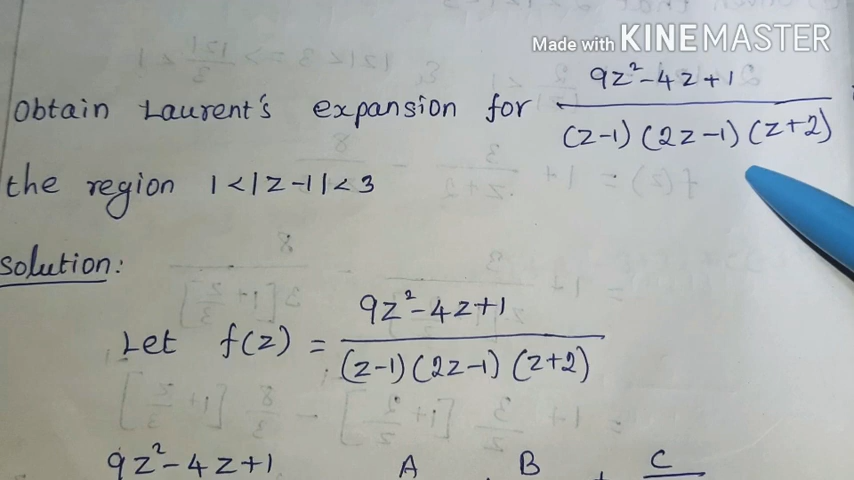 Made with KINEMASTER
Obtain Laurent's expansion for 9z²-4z+1 / (z-1)(2z-1)(z+2)
the region 1<|z-1|<3
Solution:
Let f(z) = 9z²-4z+1 / (z-1)(2z-1)(z+2)
9z²-4z+1 A B + C